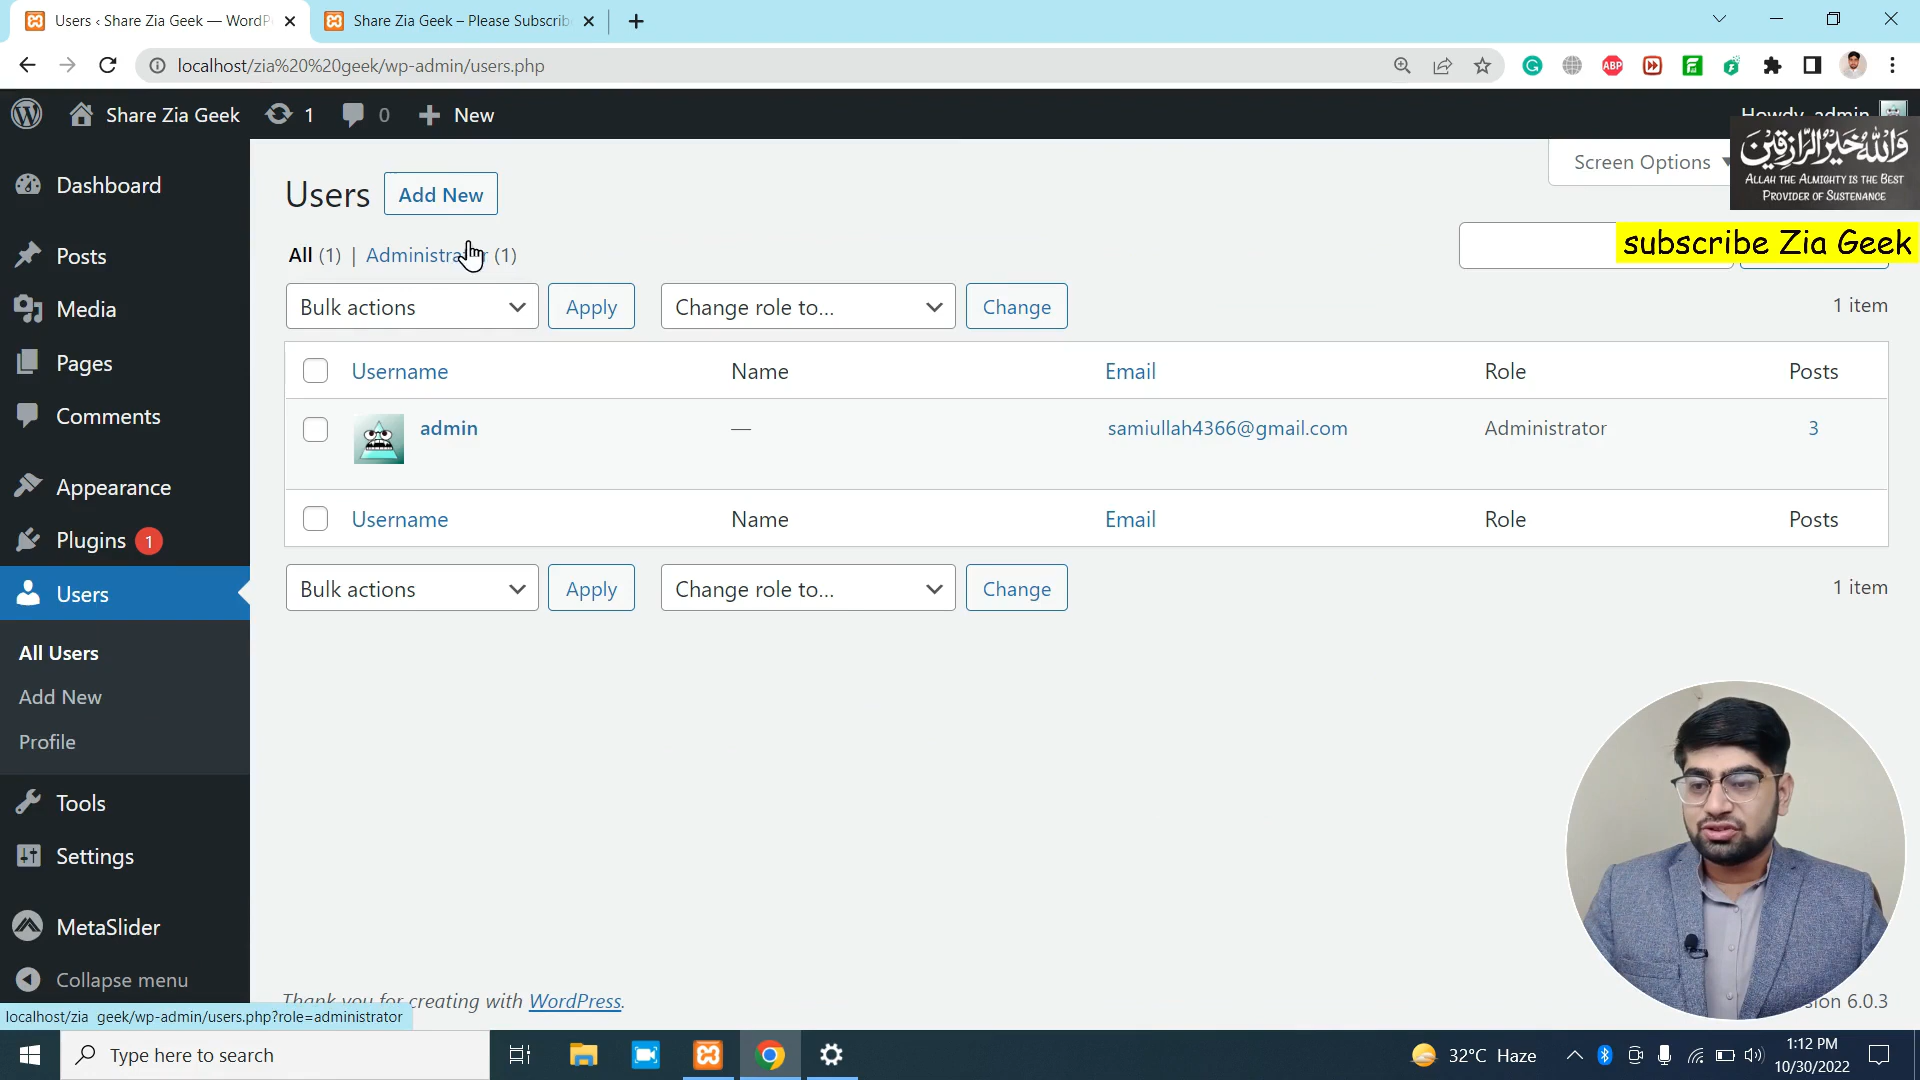 Users ‹ Share Zia Geek — WordP
Share Zia Geek – Please Subscrib
localhost/zia%20%20geek/wp-admin/users.php
ABP
Share Zia Geek
1
0
New
Howdy, admin
وَاللّٰهُ خَيْرُ الرَّازِقِينَ
ALLAH THE ALMIGHTY IS THE BEST
PROVIDER OF SUSTENANCE
Screen Options
subscribe Zia Geek
Dashboard
Posts
Media
Pages
Comments
Appearance
Plugins 1
Users
All Users
Add New
Profile
Tools
Settings
MetaSlider
Collapse menu
Users Add New
All (1) | Administrator (1)
Bulk actions Apply Change role to... Change 1 item
Username Name Email Role Posts
admin — samiullah4366@gmail.com Administrator 3
Username Name Email Role Posts
Bulk actions Apply Change role to... Change 1 item
Thank you for creating with WordPress.
6.0.3
localhost/zia geek/wp-admin/users.php?role=administrator
Type here to search
32°C Haze
1:12 PM
10/30/2022